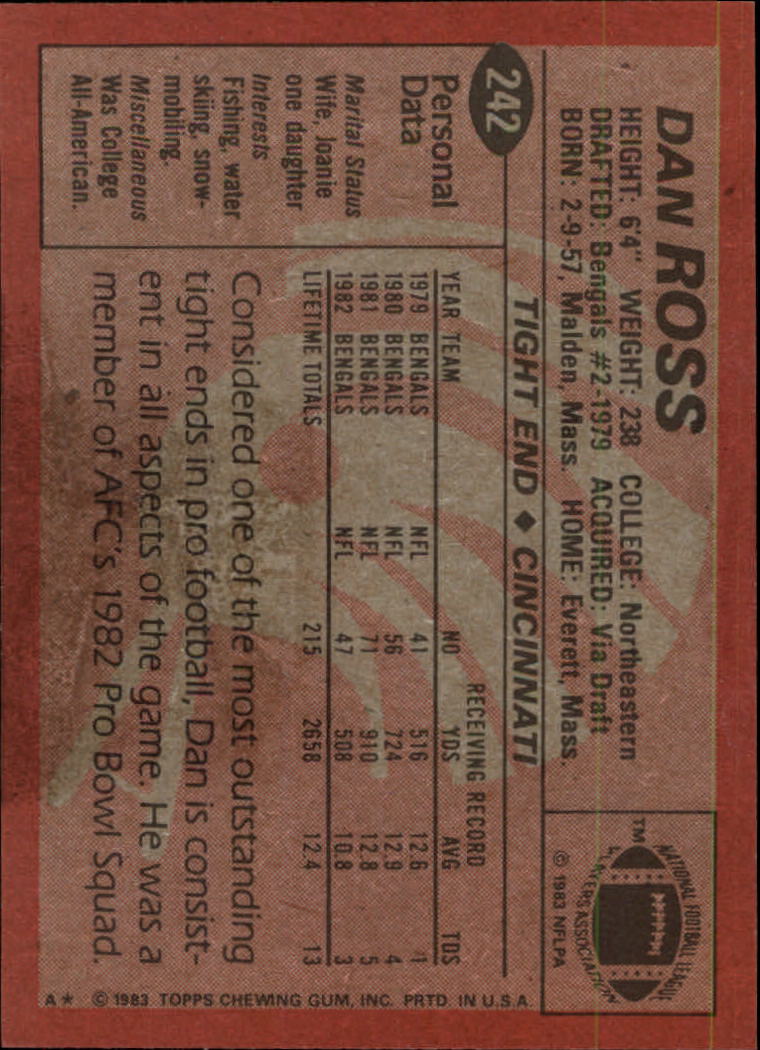 DAN ROSS
HEIGHT: 6'4" WEIGHT: 238 COLLEGE: Northeastern
DRAFTED: Bengals #2-1979 ACQUIRED: Via Draft
BORN: 2-9-57, Malden, Mass. HOME: Everett, Mass.
NATIONAL FOOTBALL LEAGUE
PLAYERS ASSOCIATION
TM
© 1983 NFLPA
TIGHT END ♦ CINCINNATI
242
Personal
Data
Marital Status
Wife, Joanie
one daughter
Interests
Fishing, water
skiing, snow-
mobiling.
Miscellaneous
Was College
All-American.
RECEIVING RECORD
YEAR TEAM NO YDS AVG TDS
1979 BENGALS NFL 41 516 12.6 1
1980 BENGALS NFL 56 724 12.9 4
1981 BENGALS NFL 71 910 12.8 5
1982 BENGALS NFL 47 508 10.8 3
LIFETIME TOTALS 215 2658 12.4 13
Considered one of the most outstanding
tight ends in pro football, Dan is consist-
ent in all aspects of the game. He was a
member of AFC's 1982 Pro Bowl Squad.
A* © 1983 TOPPS CHEWING GUM, INC. PRTD. IN U.S.A.